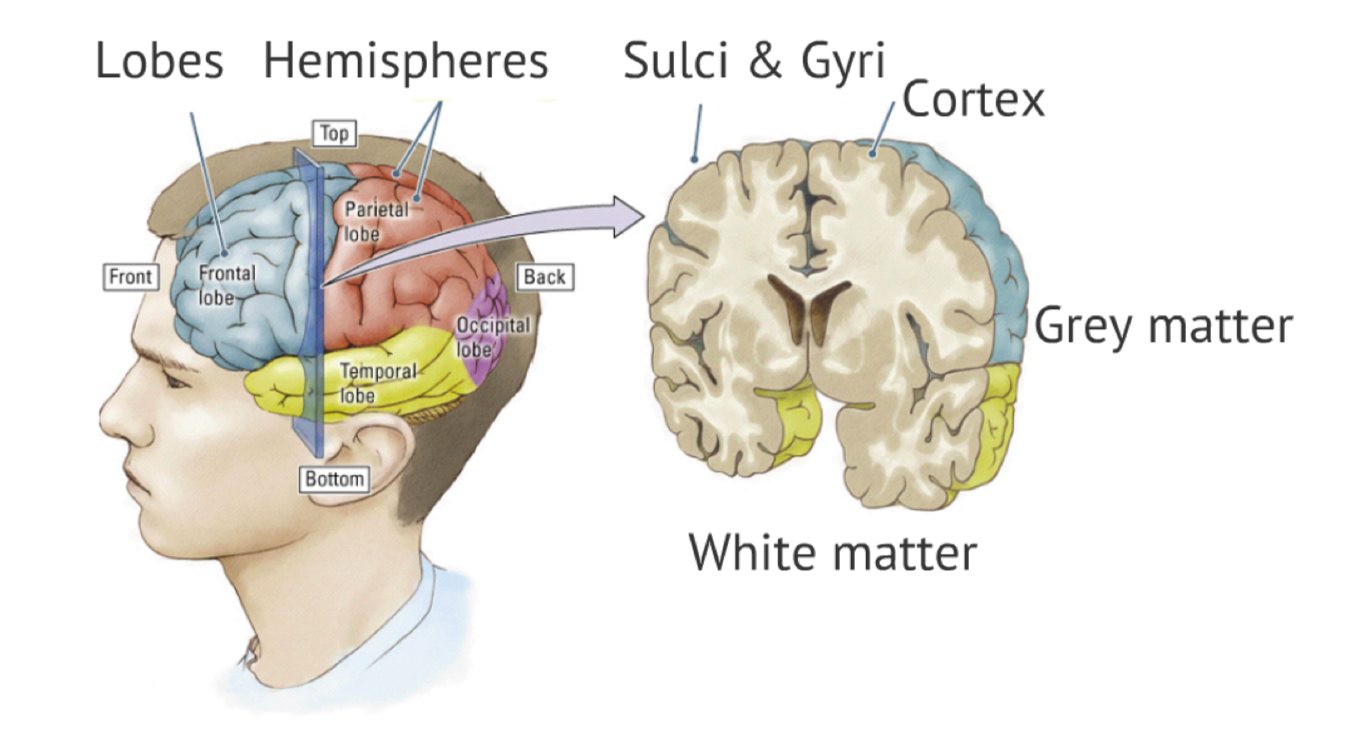 Lobes
Hemispheres
Sulci & Gyri
Cortex
Top
Parietal
lobe
Front
Frontal
lobe
Back
Occipital
lobe
Grey matter
Temporal
lobe
Bottom
White matter